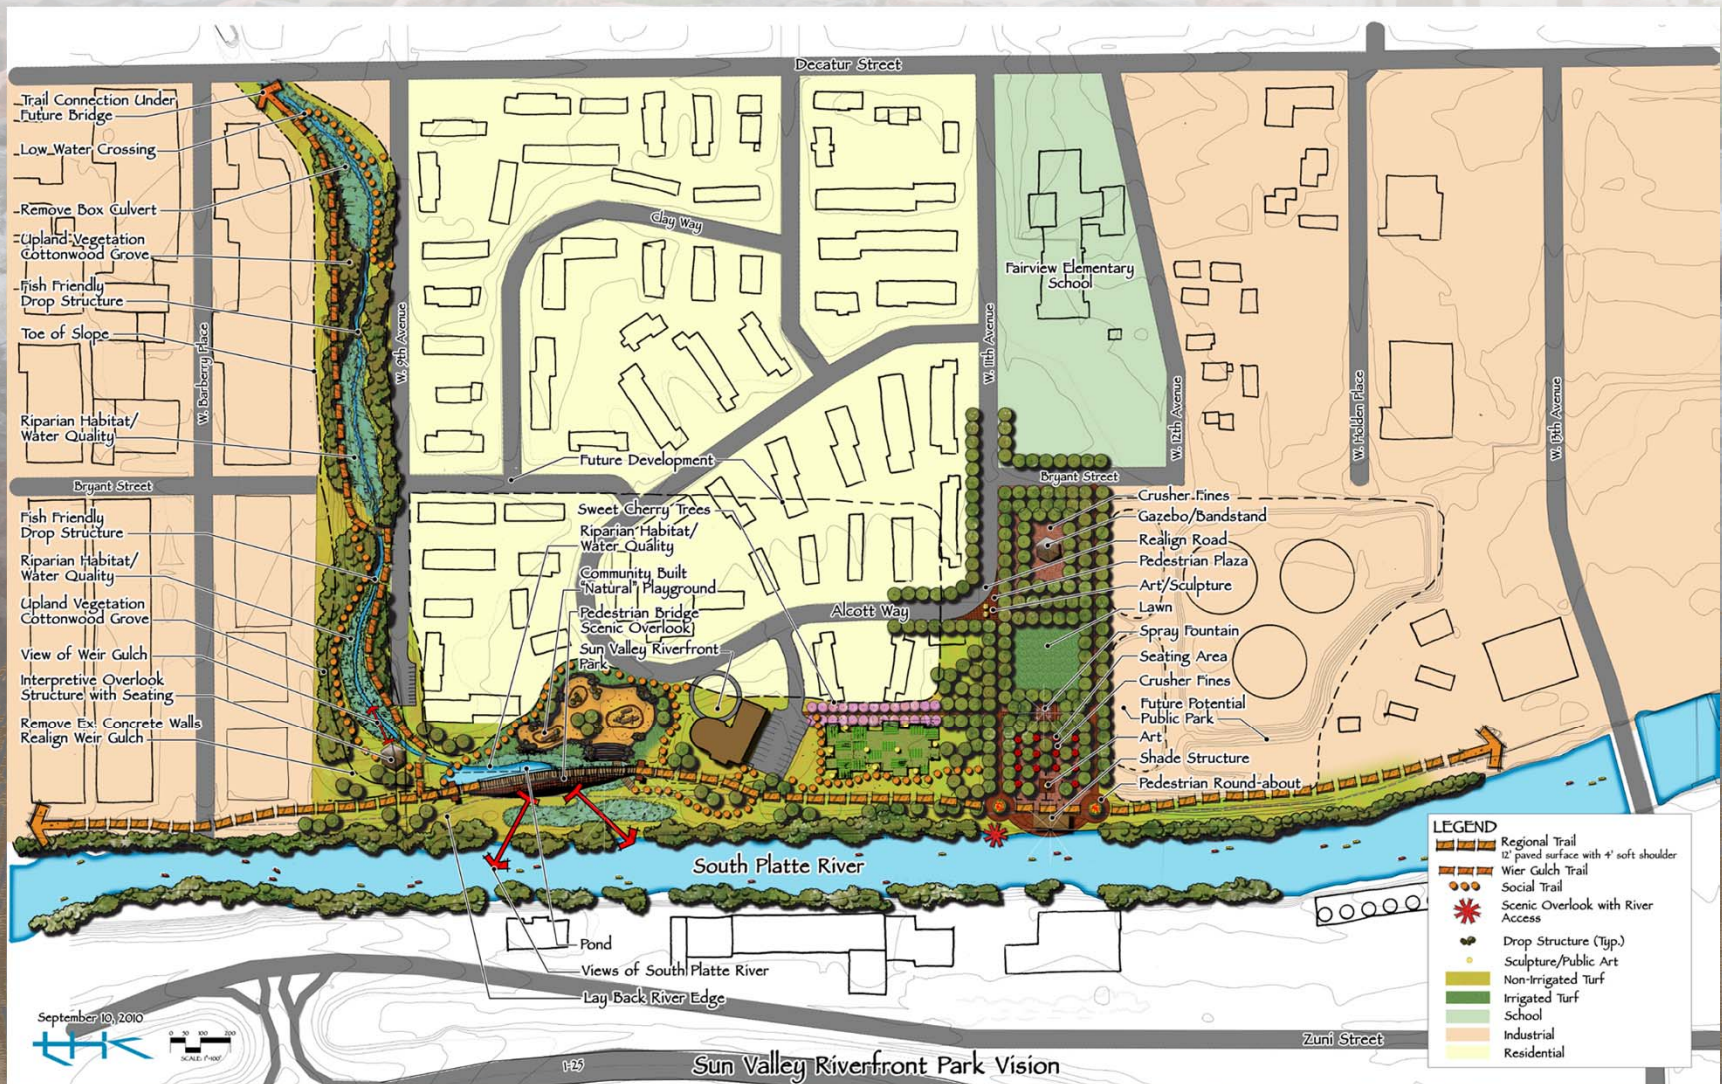 Decatur Street
Trail Connection Under
Future Bridge
Low Water Crossing
Remove Box Culvert
Upland Vegetation
Cottonwood Grove
Fish Friendly
Drop Structure
Toe of Slope
Riparian Habitat/
Water Quality
Bryant Street
Fish Friendly
Drop Structure
Riparian Habitat/
Water Quality
Upland Vegetation
Cottonwood Grove
View of Weir Gulch
Interpretive Overlook
Structure with Seating
Remove Ex. Concrete Walls
Realign Weir Gulch
W. Barberry Place
W. 9th Avenue
Clay Way
W. 11th Avenue
Fairview Elementary
School
W. 12th Avenue
W. Holden Place
W. 13th Avenue
Future Development
Sweet Cherry Trees
Riparian Habitat/
Water Quality
Community Built
"Natural" Playground
Pedestrian Bridge
Scenic Overlook
Sun Valley Riverfront
Park
Alcott Way
Bryant Street
Crusher Fines
Gazebo/Bandstand
Realign Road
Pedestrian Plaza
Art/Sculpture
Lawn
Spray Fountain
Seating Area
Crusher Fines
Future Potential
Public Park
Art
Shade Structure
Pedestrian Round-about
South Platte River
Pond
Views of South Platte River
Lay Back River Edge
LEGEND
Regional Trail
12' paved surface with 4' soft shoulder
Wier Gulch Trail
Social Trail
Scenic Overlook with River
Access
Drop Structure (Typ.)
Sculpture/Public Art
Non-Irrigated Turf
Irrigated Turf
School
Industrial
Residential
September 10, 2010
thk
0 50 100 200
SCALE: 1"=100'
I-25
Zuni Street
Sun Valley Riverfront Park Vision